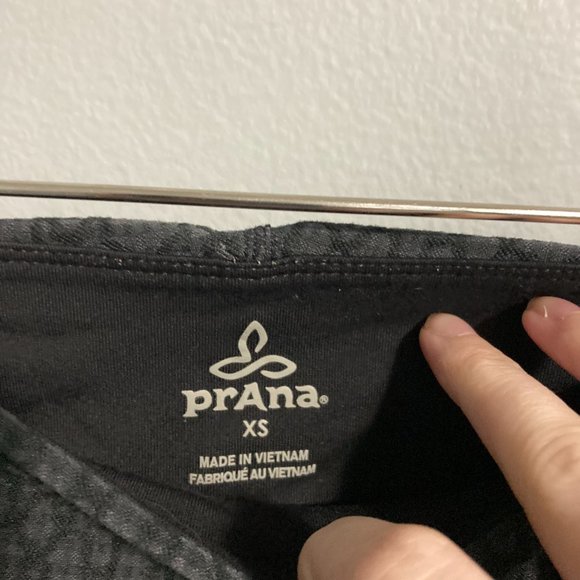 prAna®
XS
MADE IN VIETNAM
FABRIQUÉ AU VIETNAM